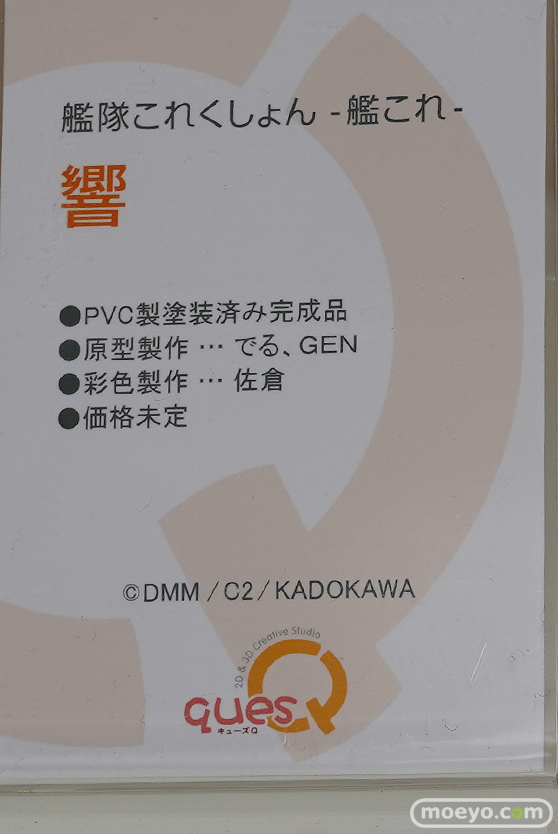 艦隊これくしょん -艦これ-
響
●PVC製塗装済み完成品
●原型製作 … でる、GEN
●彩色製作 … 佐倉
●価格未定
©DMM / C2 / KADOKAWA
2D & 3D Creative Studio
quesQ
キューズQ
moeyo.com